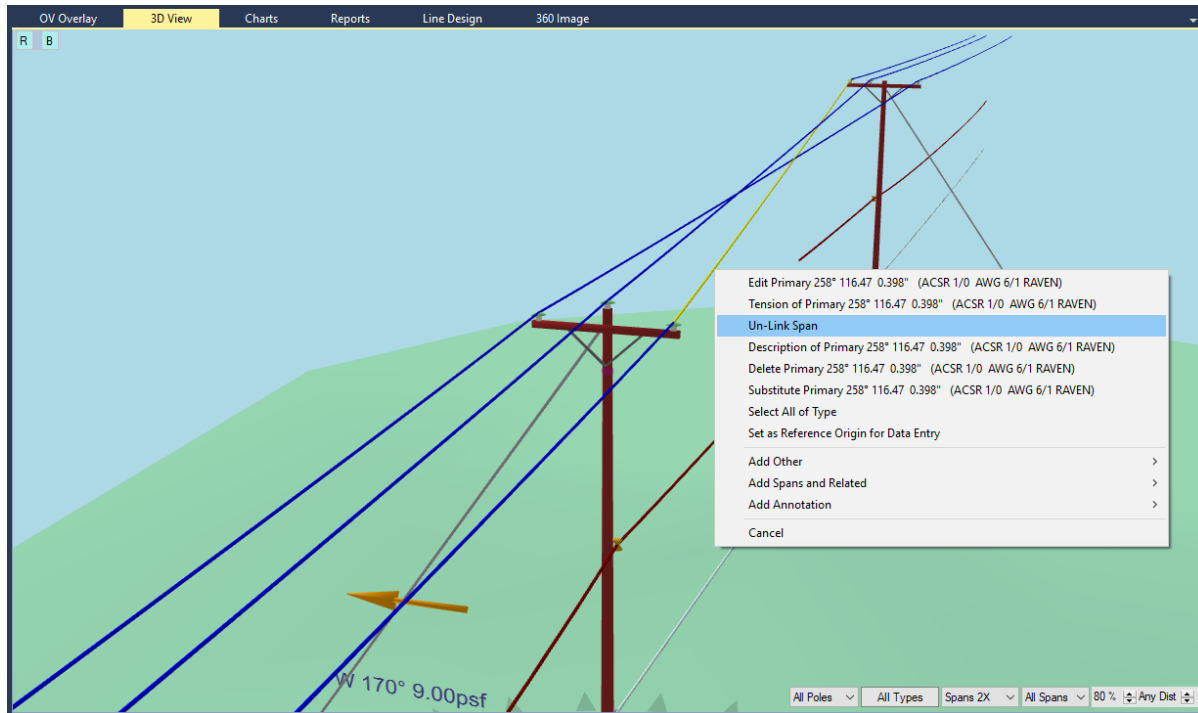 OV Overlay
3D View
Charts
Reports
Line Design
360 Image
R B
Edit Primary 258° 116.47 0.398" (ACSR 1/0 AWG 6/1 RAVEN)
Tension of Primary 258° 116.47 0.398" (ACSR 1/0 AWG 6/1 RAVEN)
Un-Link Span
Description of Primary 258° 116.47 0.398" (ACSR 1/0 AWG 6/1 RAVEN)
Delete Primary 258° 116.47 0.398" (ACSR 1/0 AWG 6/1 RAVEN)
Substitute Primary 258° 116.47 0.398" (ACSR 1/0 AWG 6/1 RAVEN)
Select All of Type
Set as Reference Origin for Data Entry
Add Other
Add Spans and Related
Add Annotation
Cancel
W 170° 9.00psf
All Poles
All Types
Spans 2X
All Spans
80 %
Any Dist